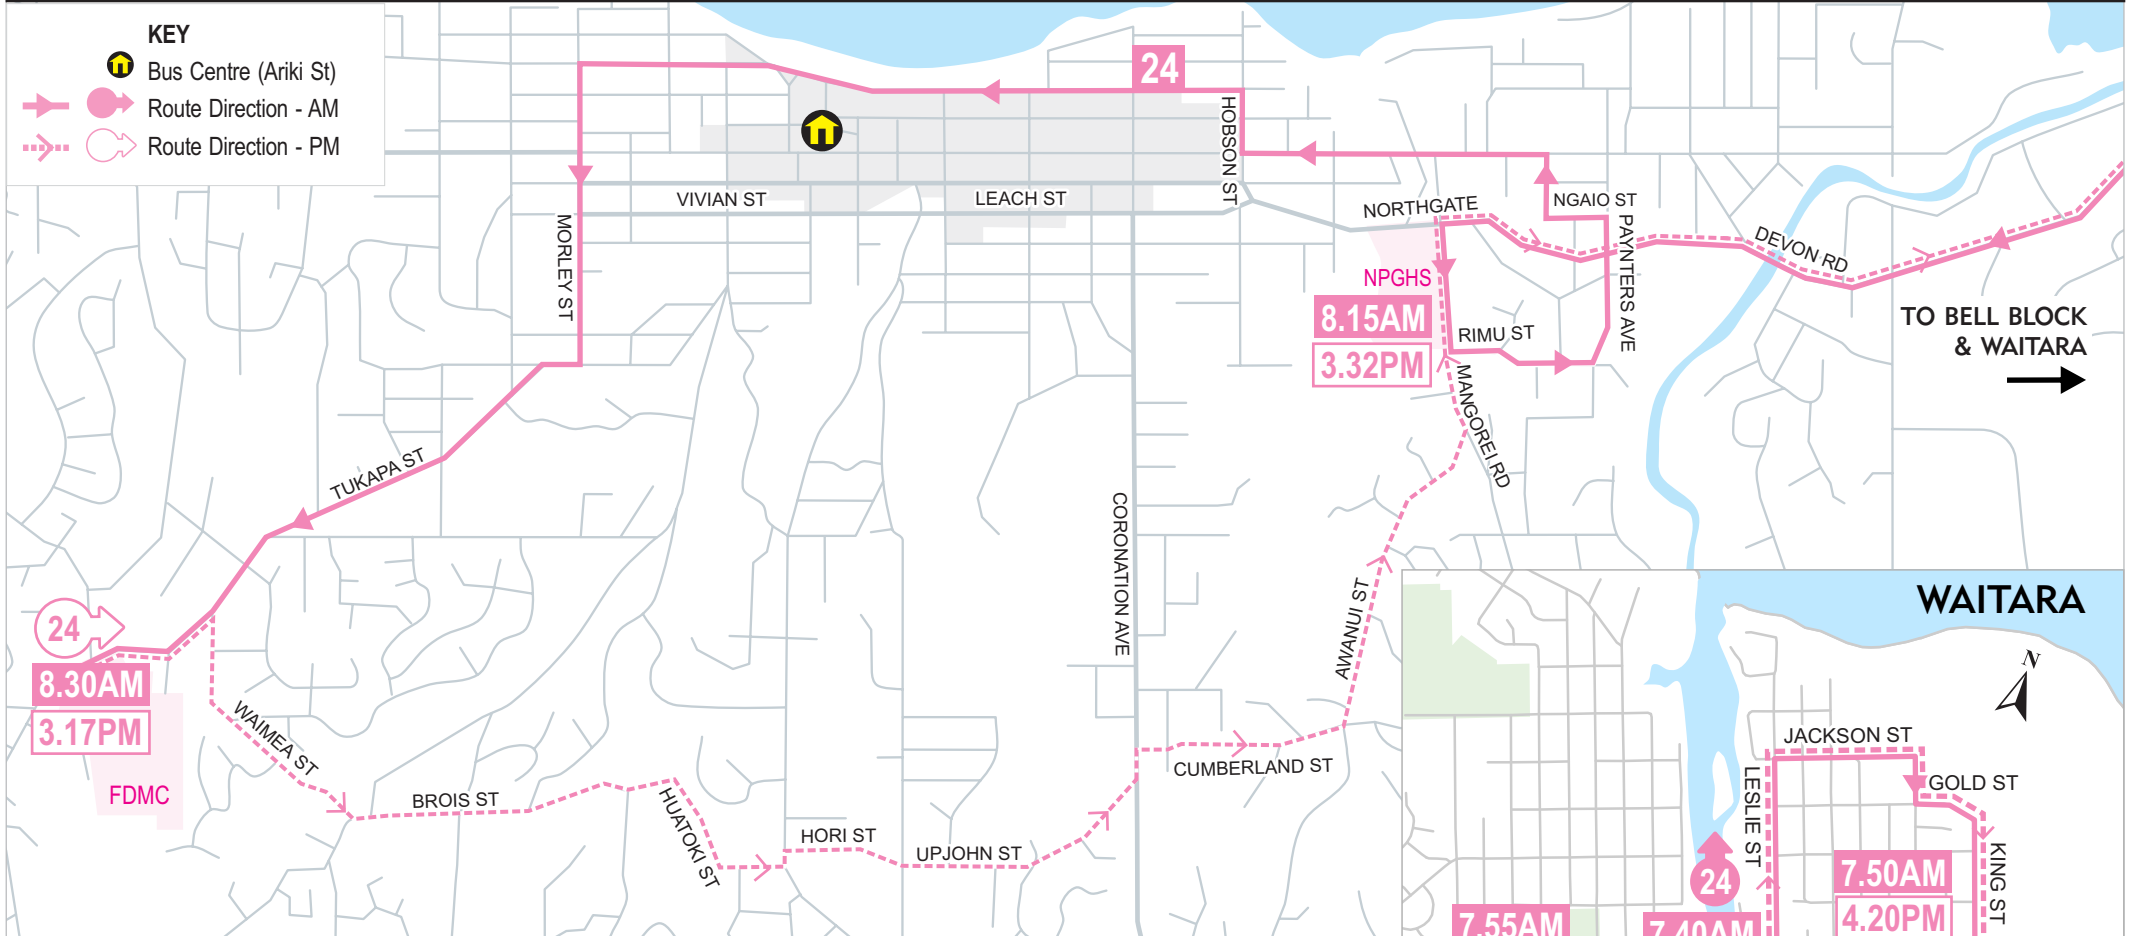 KEY
Bus Centre (Ariki St)
Route Direction - AM
Route Direction - PM
24
HOBSON ST
VIVIAN ST
LEACH ST
NORTHGATE
NGAIO ST
PAYNTERS AVE
DEVON RD
MORLEY ST
NPGHS
8.15AM
3.32PM
RIMU ST
MANGOREI RD
TO BELL BLOCK
& WAITARA
TUKAPA ST
CORONATION AVE
AWANUI ST
24
8.30AM
3.17PM
FDMC
WAIMEA ST
BROIS ST
HUATOKI ST
HORI ST
UPJOHN ST
CUMBERLAND ST
WAITARA
N
JACKSON ST
GOLD ST
LESLIE ST
KING ST
24
7.50AM
4.20PM
7.55AM
7.40AM